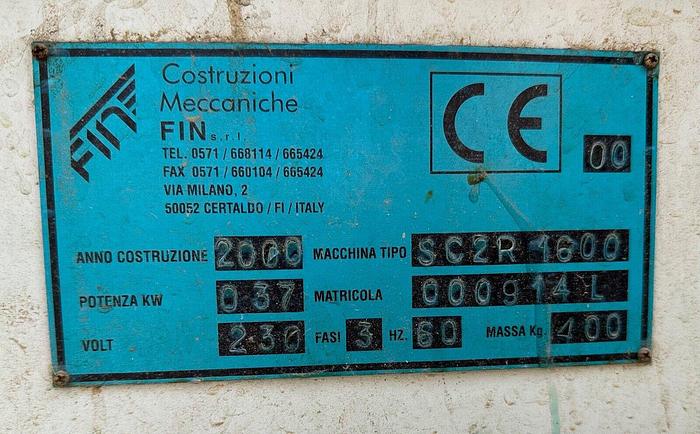 FIN
Costruzioni
Meccaniche
FIN s.r.l.
TEL. 0571 / 668114 / 665424
FAX 0571 / 660104 / 665424
VIA MILANO, 2
50052 CERTALDO / FI / ITALY
CE
00
ANNO COSTRUZIONE 2000 MACCHINA TIPO SC2R 1600
POTENZA KW 037 MATRICOLA 000914 L
VOLT 230 FASI 3 HZ. 60 MASSA Kg. 400